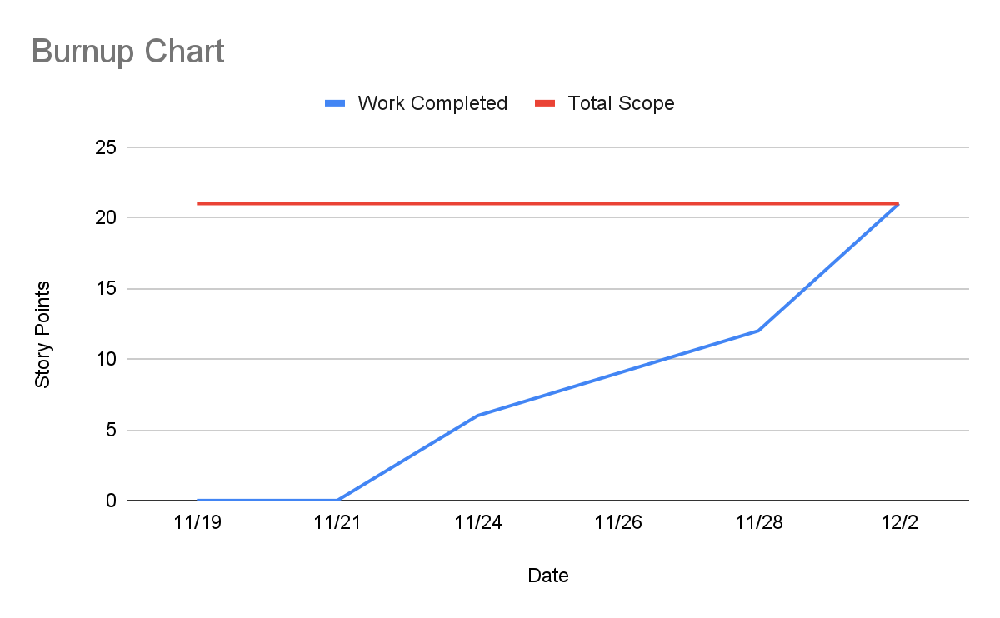 Burnup Chart
Work Completed
Total Scope
25
20
15
10
5
0
Story Points
11/19
11/21
11/24
11/26
11/28
12/2
Date